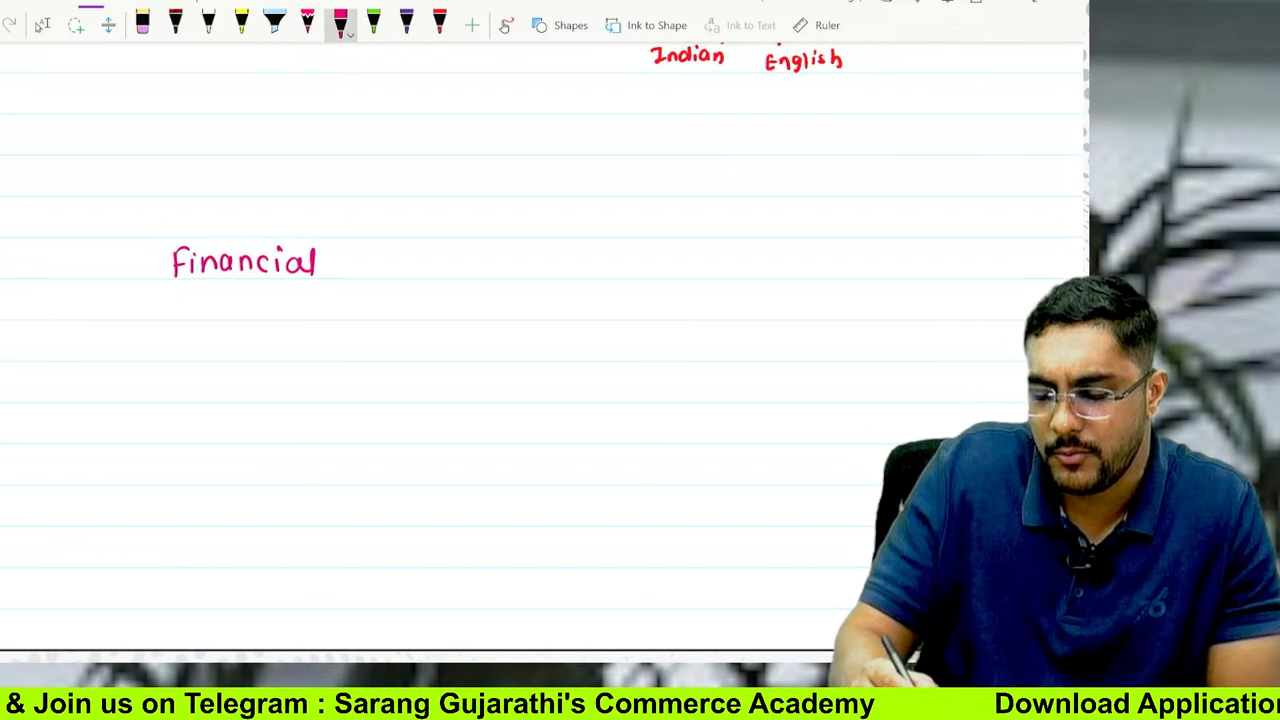 Shapes Ink to Shape Ink to Text Ruler
Indian English
Financial
& Join us on Telegram : Sarang Gujarathi's Commerce Academy Download Application